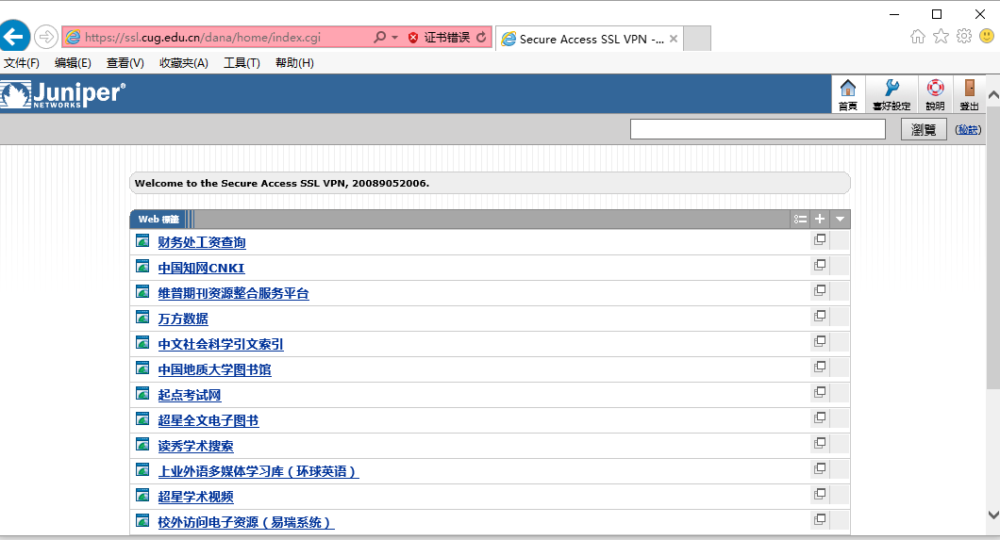 https://ssl.cug.edu.cn/dana/home/index.cgi 证书错误 Secure Access SSL VPN -...
文件(F) 编辑(E) 查看(V) 收藏夹(A) 工具(T) 帮助(H)
Juniper®
NETWORKS
首頁 喜好設定 說明 登出
瀏覽 (秘訣)
Welcome to the Secure Access SSL VPN, 20089052006.
Web 標籤
财务处工资查询
中国知网CNKI
维普期刊资源整合服务平台
万方数据
中文社会科学引文索引
中国地质大学图书馆
起点考试网
超星全文电子图书
读秀学术搜索
上业外语多媒体学习库（环球英语）
超星学术视频
校外访问电子资源（易瑞系统）